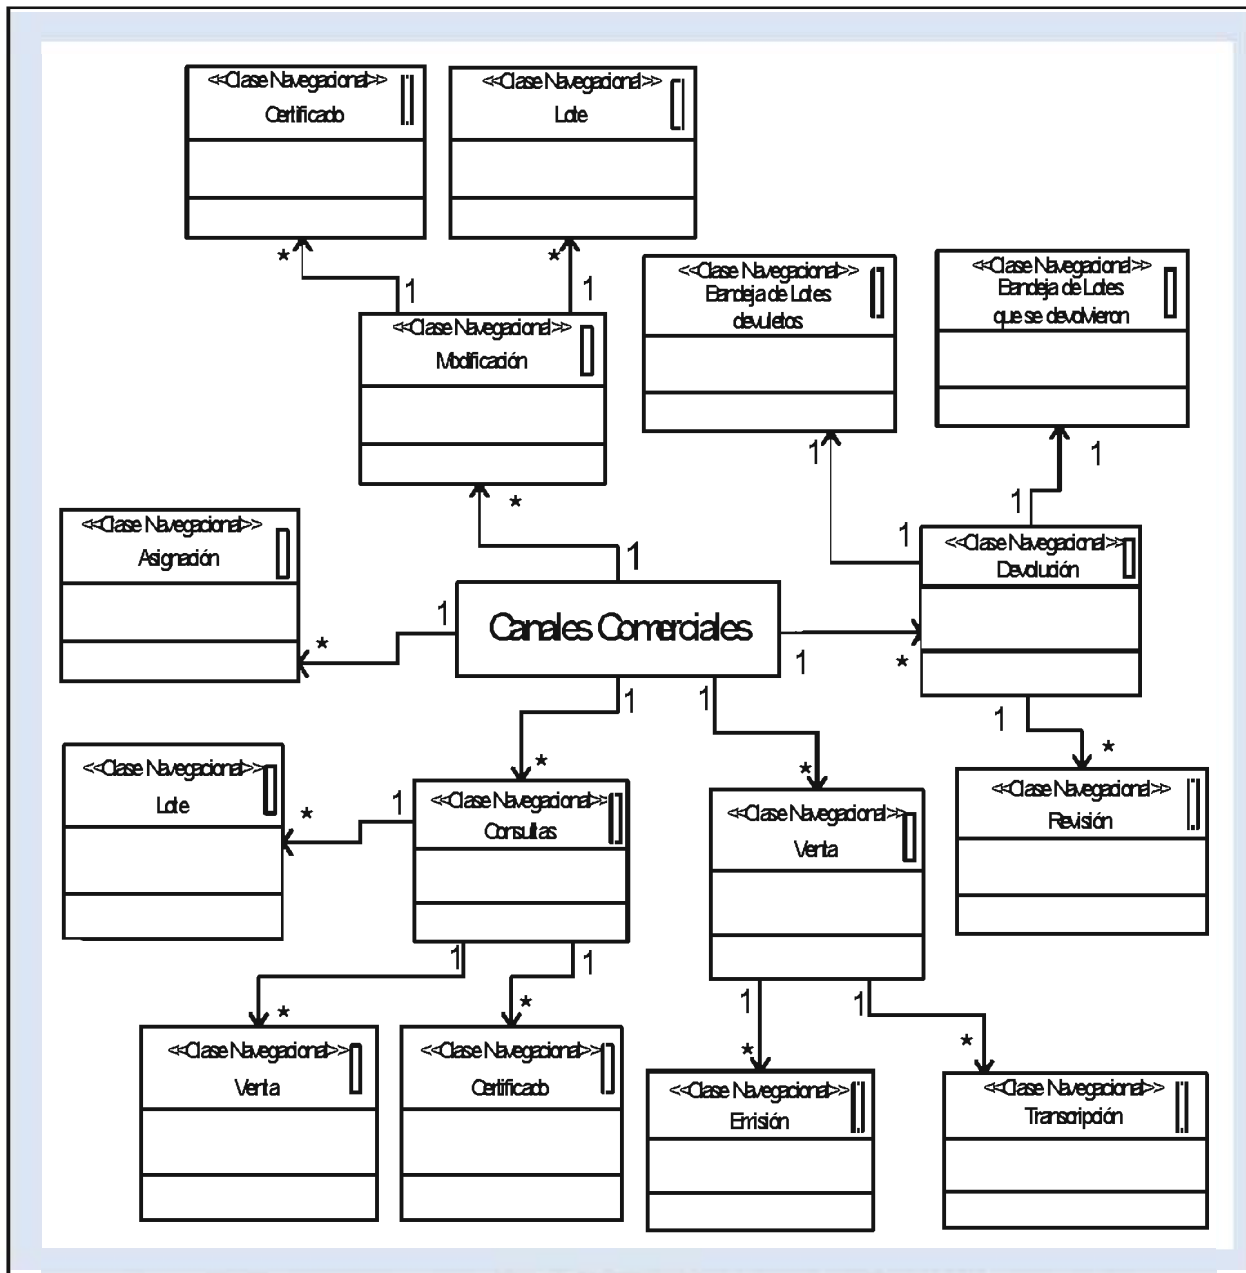 <<Clase Navegacional>>
Certificado
<<Clase Navegacional>>
Lote
*
1
*
1
<<Clase Navegacional>>
Bandeja de Lotes
devueltos
<<Clase Navegacional>>
Bandeja de Lotes
que se devolvieron
<<Clase Navegacional>>
Modificación
1
1
*
1
1
<<Clase Navegacional>>
Asignación
<<Clase Navegacional>>
Devolución
1
Canales Comerciales
1
*
1
*
1
1
1
<<Clase Navegacional>>
Lote
*
*
*
<<Clase Navegacional>>
Consultas
1
*
<<Clase Navegacional>>
Venta
<<Clase Navegacional>>
Revisión
1
1
*
*
1
1
*
*
<<Clase Navegacional>>
Venta
<<Clase Navegacional>>
Certificado
<<Clase Navegacional>>
Emisión
<<Clase Navegacional>>
Transcripción